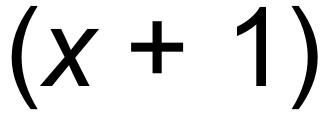 (x + 1)